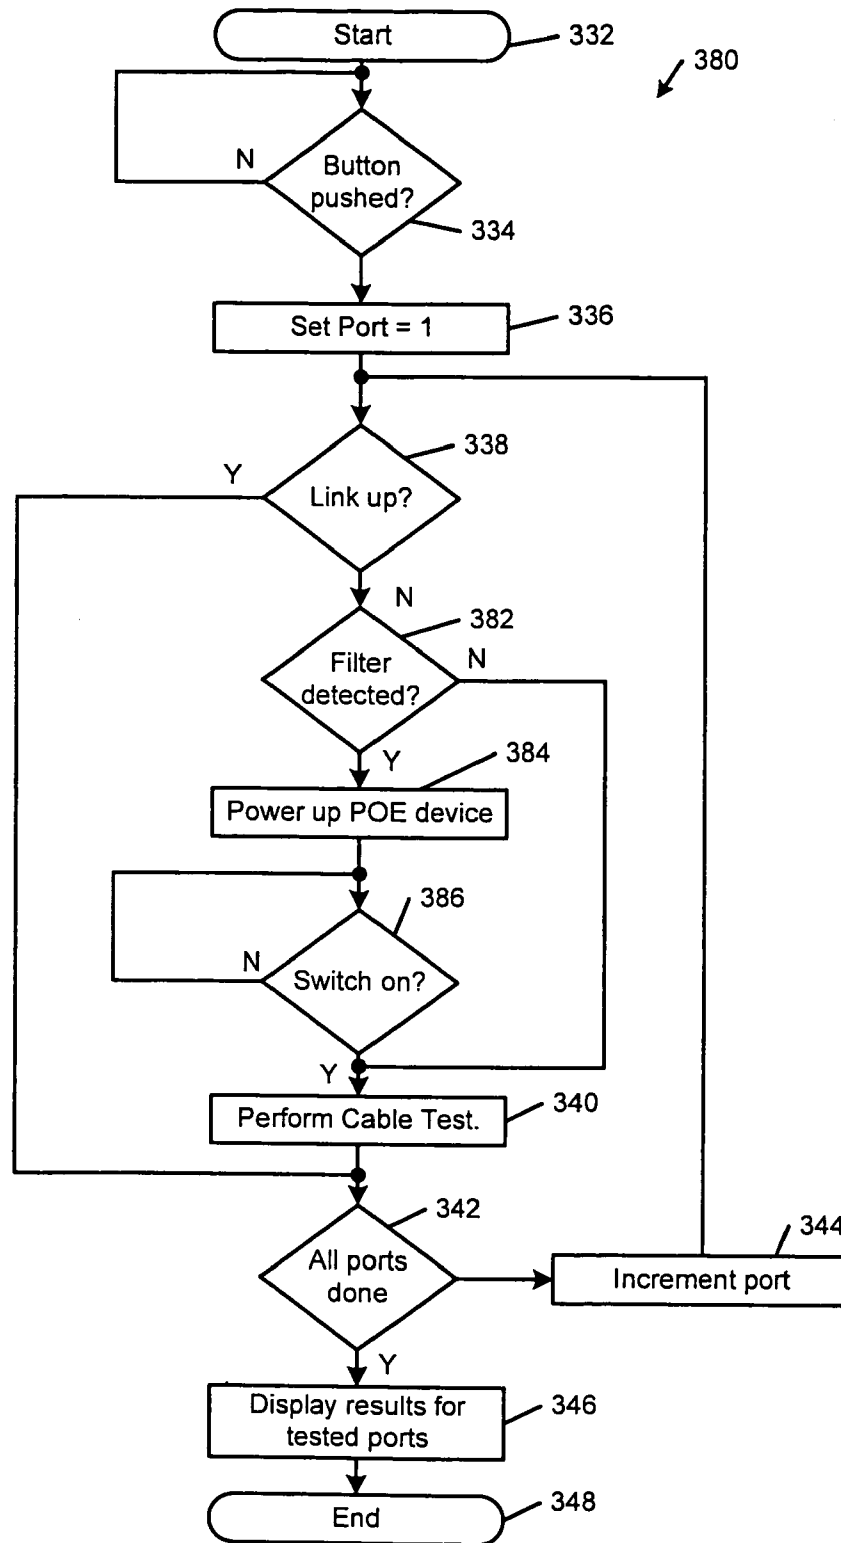 Start
332
380
N
Button
pushed?
334
Set Port = 1
336
338
Y
Link up?
N
382
Filter
detected?
N
Y
384
Power up POE device
386
N
Switch on?
Y
Perform Cable Test.
340
342
344
All ports
done
Increment port
Y
Display results for
tested ports
346
End
348